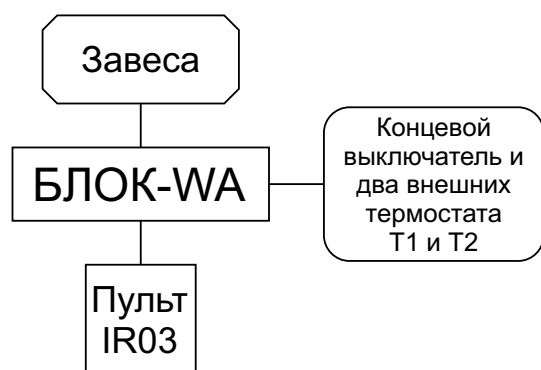 Завеса
БЛОК-WA
Концевой
выключатель и
два внешних
термостата
Т1 и Т2
Пульт
IR03